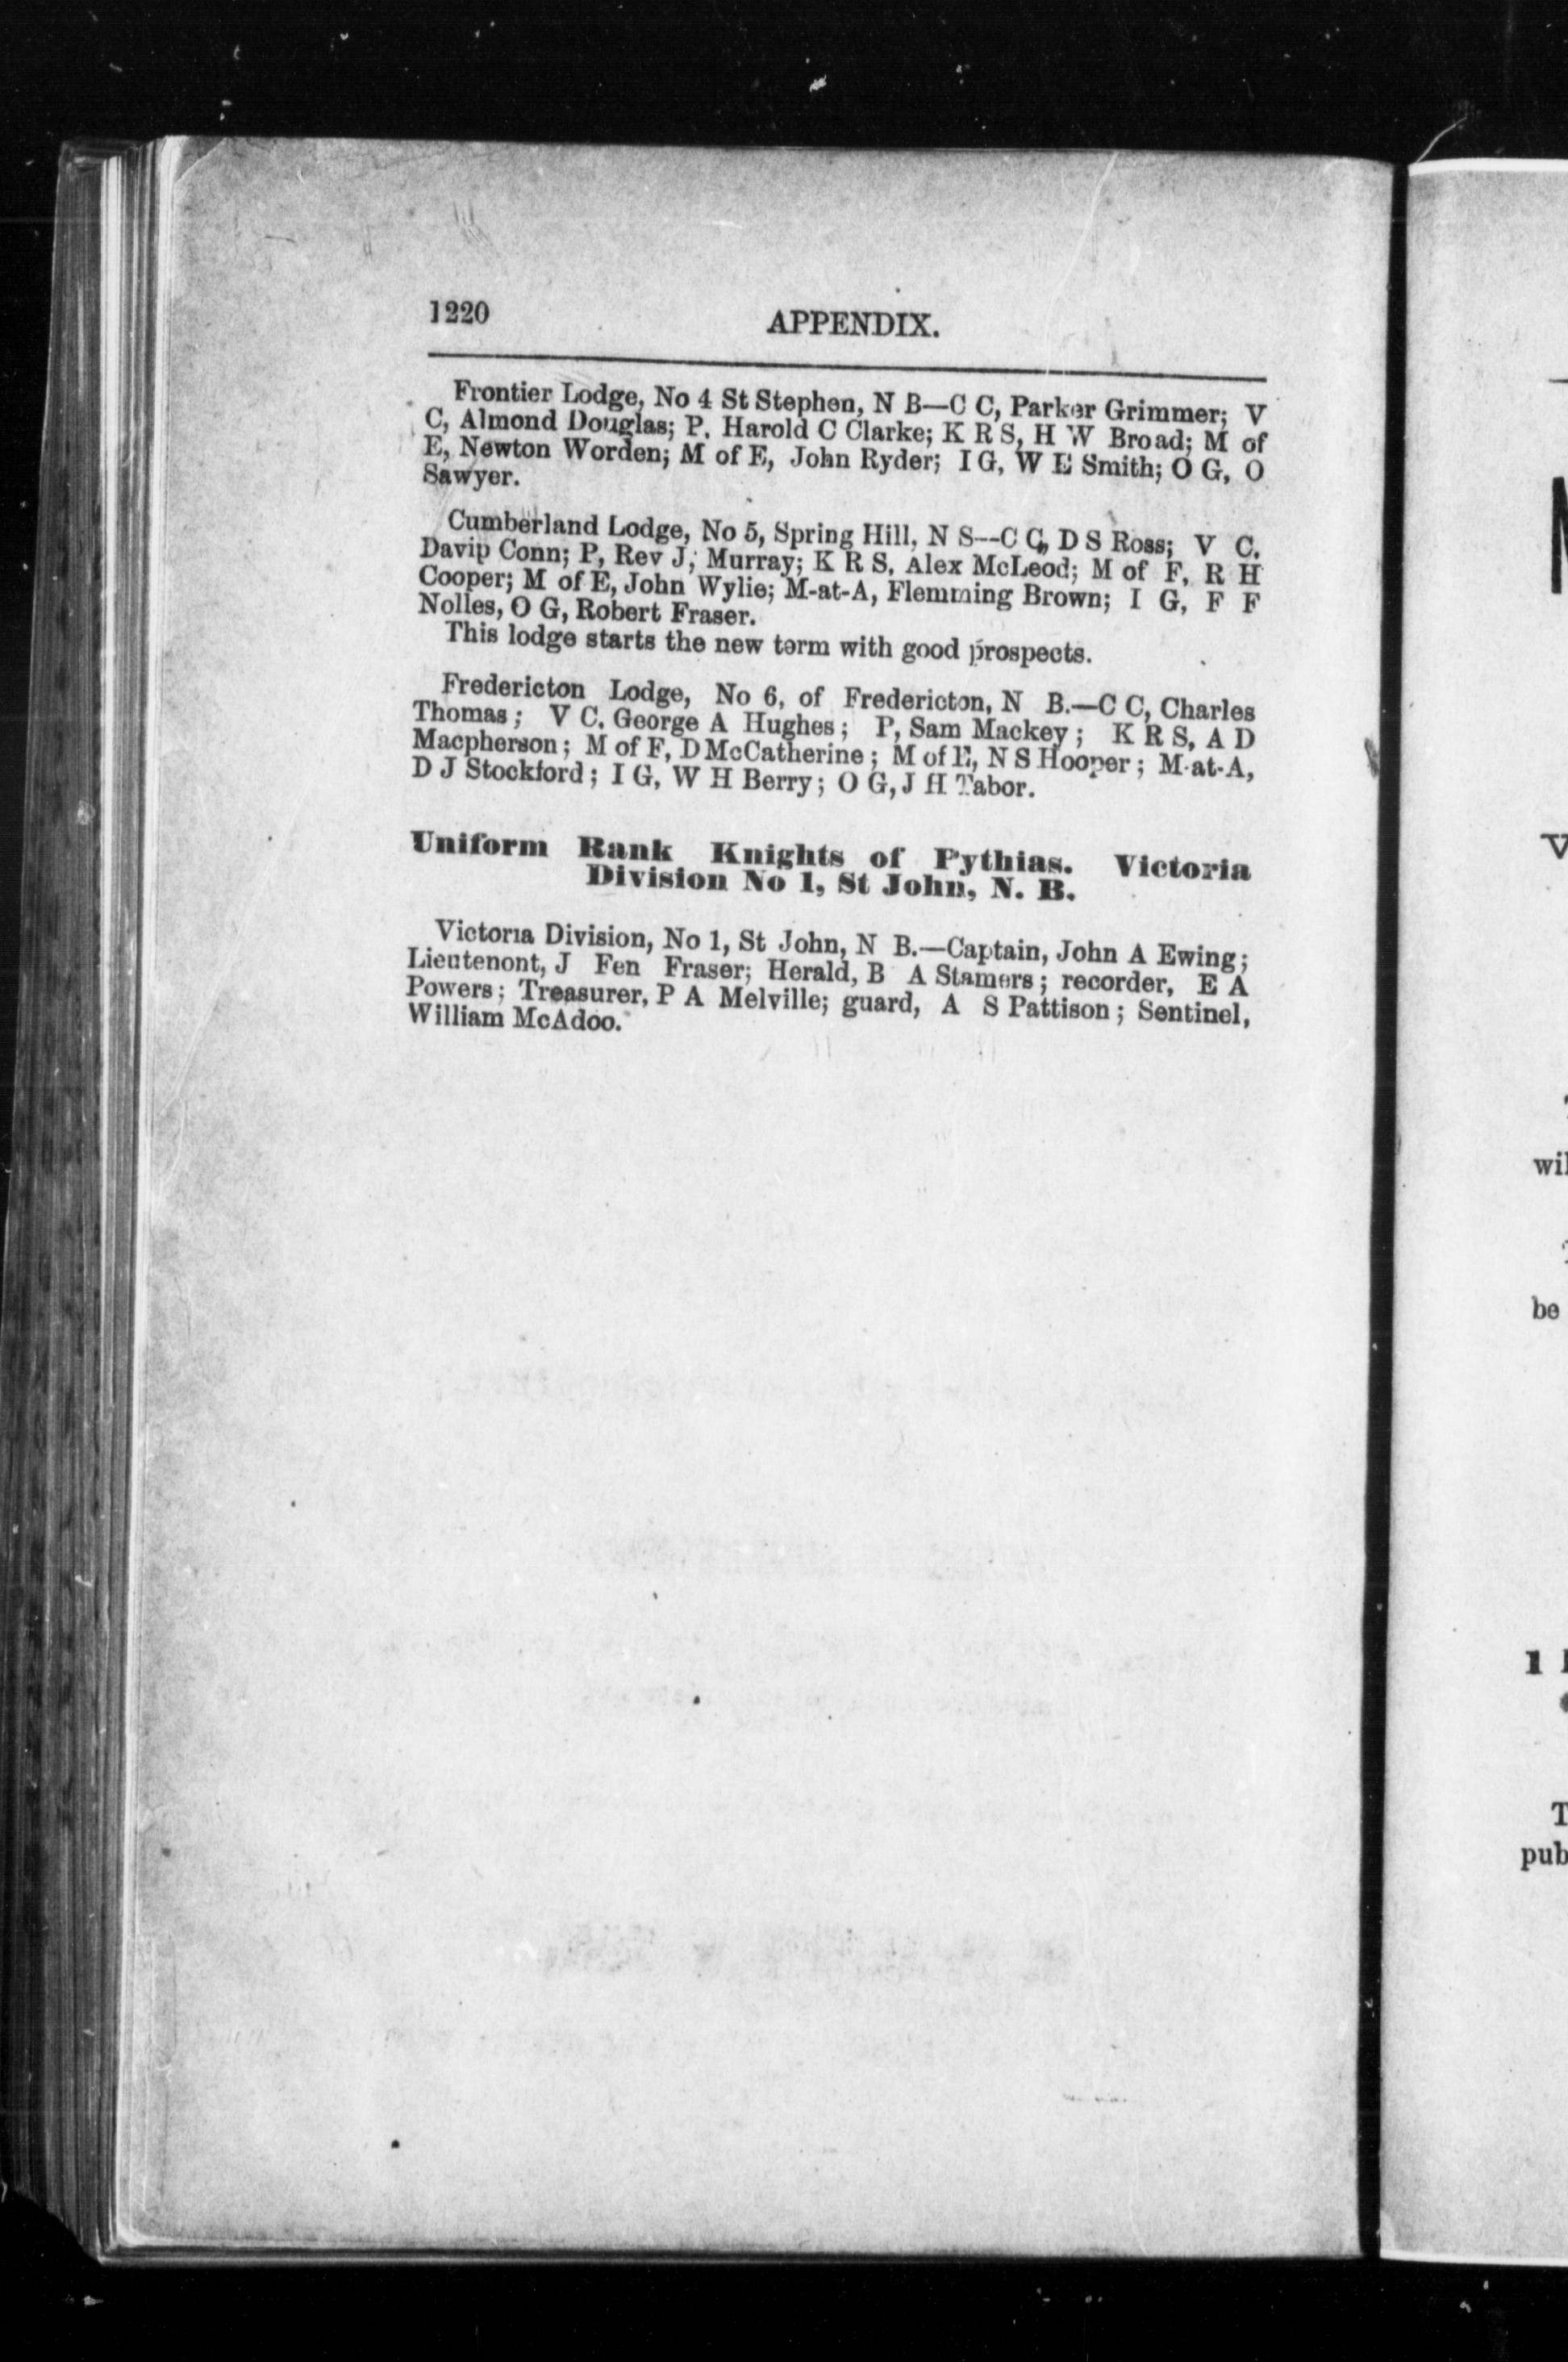 1220 APPENDIX.
Frontier Lodge, No 4 St Stephen, N B—C C, Parker Grimmer; V
C, Almond Douglas; P. Harold C Clarke; K R S, H W Broad; M of
E, Newton Worden; M of E, John Ryder; I G, W E Smith; O G, O
Sawyer.
Cumberland Lodge, No 5, Spring Hill, N S--C C, D S Ross; V C.
Davip Conn; P, Rev J, Murray; K R S, Alex McLeod; M of F, R H
Cooper; M of E, John Wylie; M-at-A, Flemming Brown; I G, F F
Nolles, O G, Robert Fraser.
This lodge starts the new term with good prospects.
Fredericton Lodge, No 6, of Fredericton, N B.—C C, Charles
Thomas; V C. George A Hughes; P, Sam Mackey; K R S, A D
Macpherson; M of F, D McCatherine; M of E, N S Hooper; M-at-A,
D J Stockford; I G, W H Berry; O G, J H Tabor.
Uniform Rank Knights of Pythias. Victoria
Division No 1, St John, N. B.
Victoria Division, No 1, St John, N B.—Captain, John A Ewing;
Lieutenont, J Fen Fraser; Herald, B A Stamers; recorder, E A
Powers; Treasurer, P A Melville; guard, A S Pattison; Sentinel,
William McAdoo.
be
1